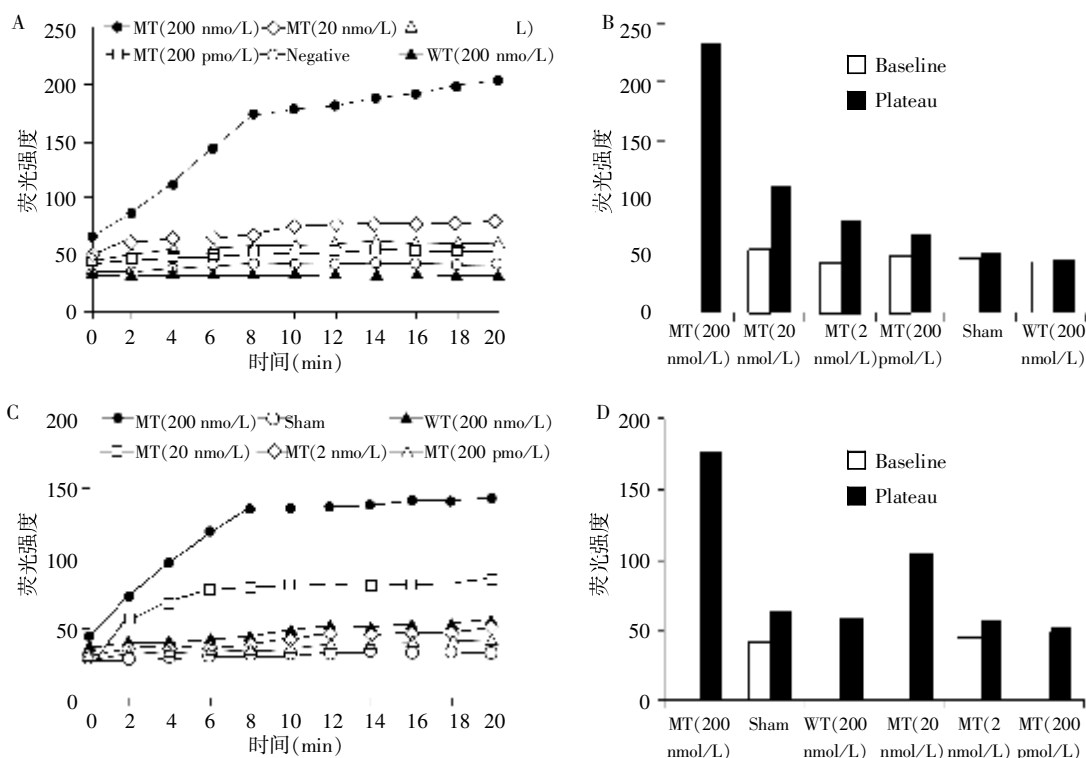 A
MT(200 nmo/L) MT(20 nmo/L) L)
MT(200 pmo/L) Negative WT(200 nmo/L)
250
200
150
100
50
0
荧光强度
0 2 4 6 8 10 12 14 16 18 20
时间(min)
B
250
200
150
100
50
0
荧光强度
Baseline
Plateau
MT(200 MT(20 MT(2 MT(200 Sham WT(200
nmol/L) nmol/L) nmol/L) pmol/L) nmol/L)
C
MT(200 nmo/L) Sham WT(200 nmo/L)
MT(20 nmo/L) MT(2 nmo/L) MT(200 pmo/L)
200
150
100
50
0
荧光强度
0 2 4 6 8 10 12 14 16 18 20
时间(min)
D
200
150
100
50
0
荧光强度
Baseline
Plateau
MT(200 Sham WT(200 MT(20 MT(2 MT(200
nmol/L) nmol/L) nmol/L) nmol/L) pmol/L)